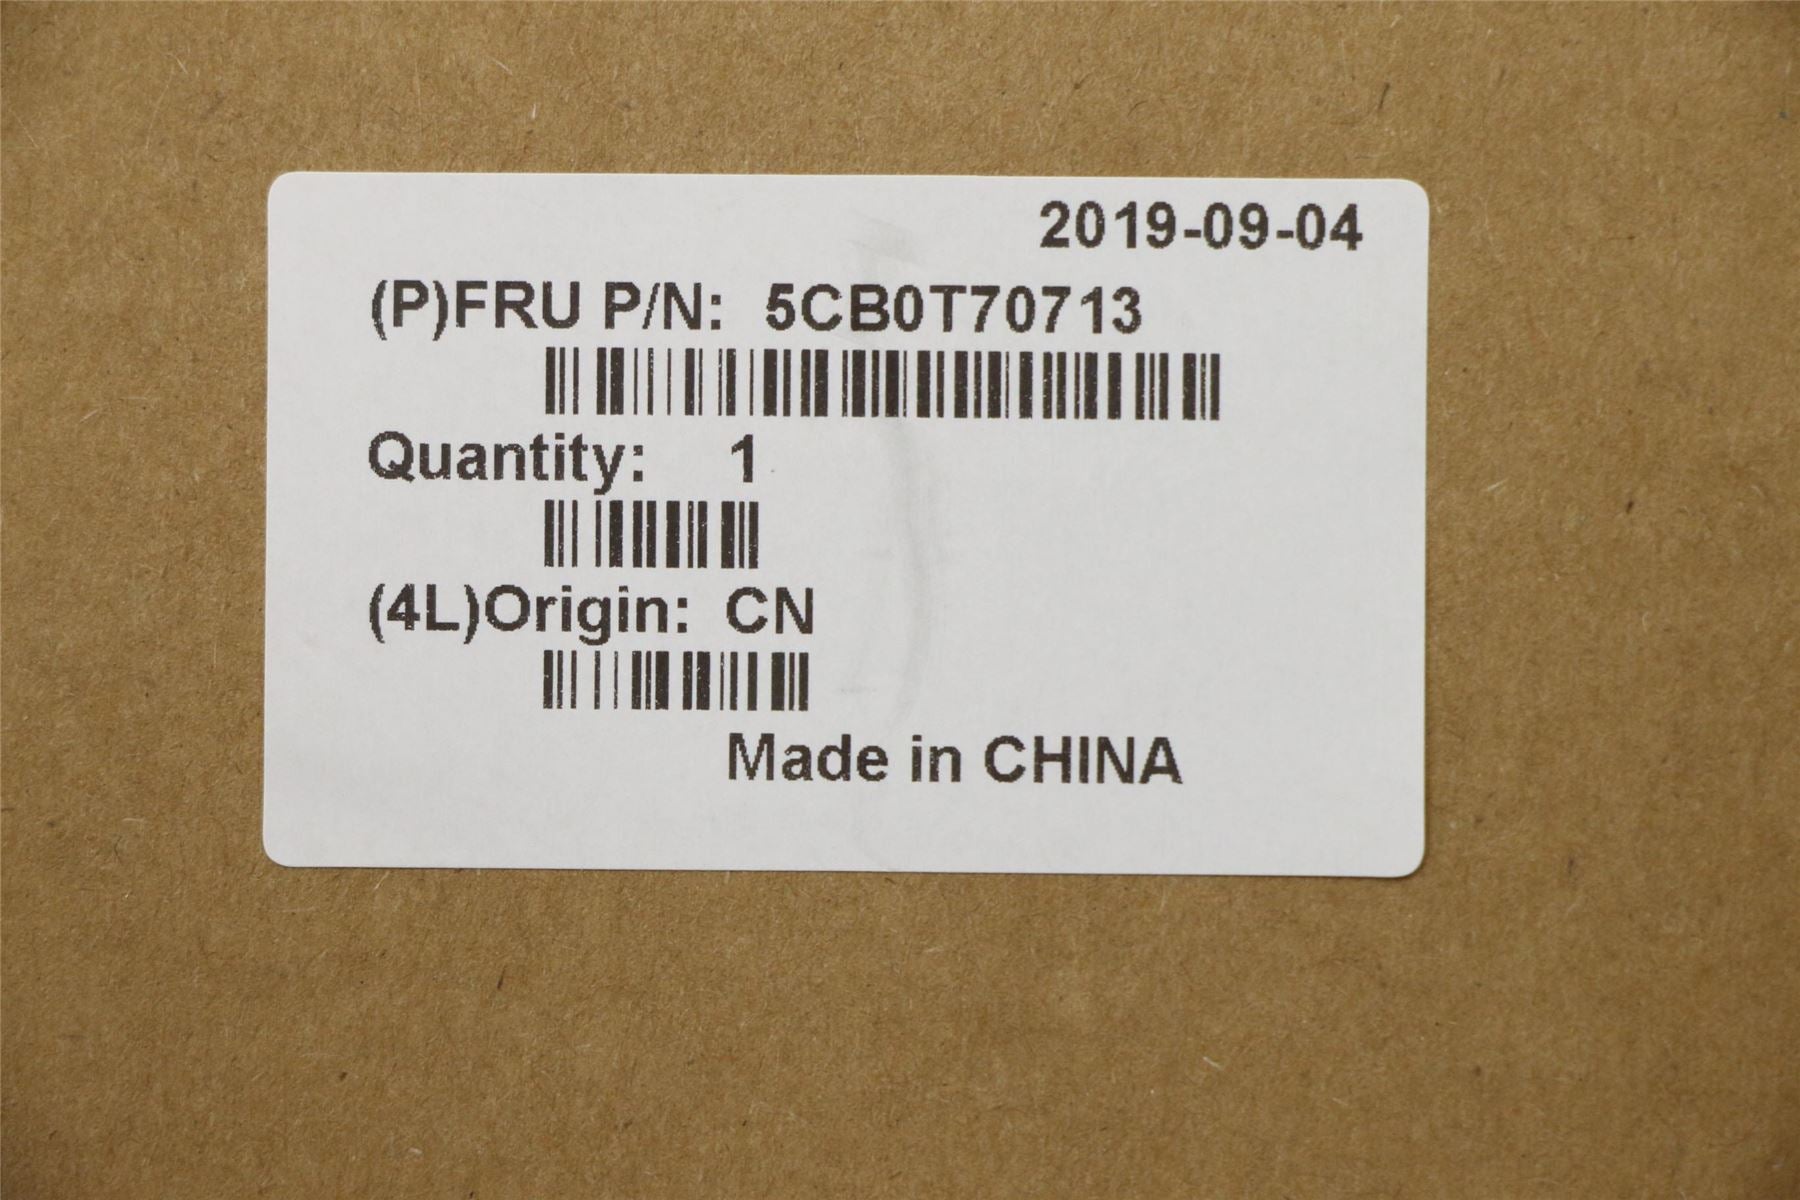 2019-09-04
(P)FRU P/N: 5CB0T70713
Quantity: 1
(4L)Origin: CN
Made in CHINA